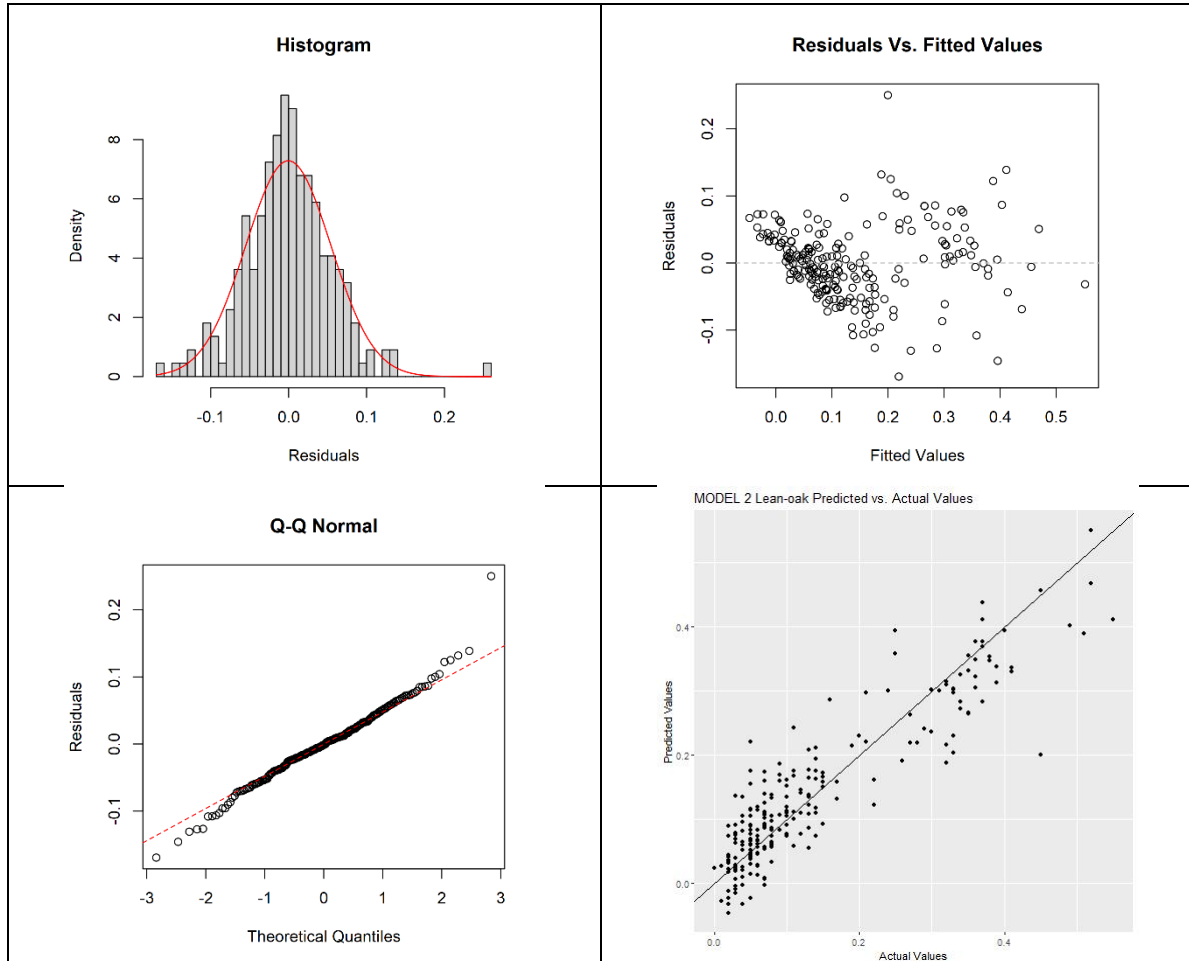 Histogram
Density
0 2 4 6 8
-0.1 0.0 0.1 0.2
Residuals
Residuals Vs. Fitted Values
Residuals
-0.1 0.0 0.1 0.2
0.0 0.1 0.2 0.3 0.4 0.5
Fitted Values
Q-Q Normal
Residuals
-0.1 0.0 0.1 0.2
-3 -2 -1 0 1 2 3
Theoretical Quantiles
MODEL 2 Lean-oak Predicted vs. Actual Values
Predicted Values
0.0 0.2 0.4
0.0 0.2 0.4
Actual Values